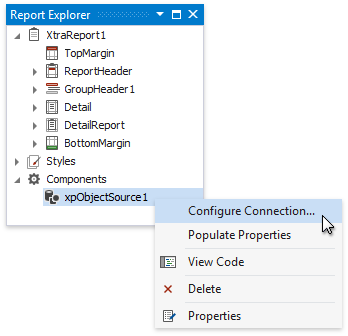 Report Explorer
XtraReport1
TopMargin
ReportHeader
GroupHeader1
Detail
DetailReport
BottomMargin
Styles
Components
xpObjectSource1
Configure Connection...
Populate Properties
View Code
Delete
Properties